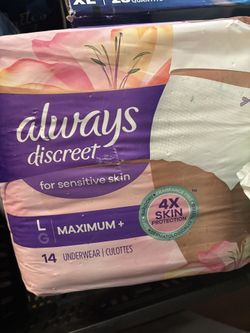 XL
always
discreet
for sensitive skin
L
G
MAXIMUM +
4X
SKIN
PROTECTION
14 UNDERWEAR | CULOTTES